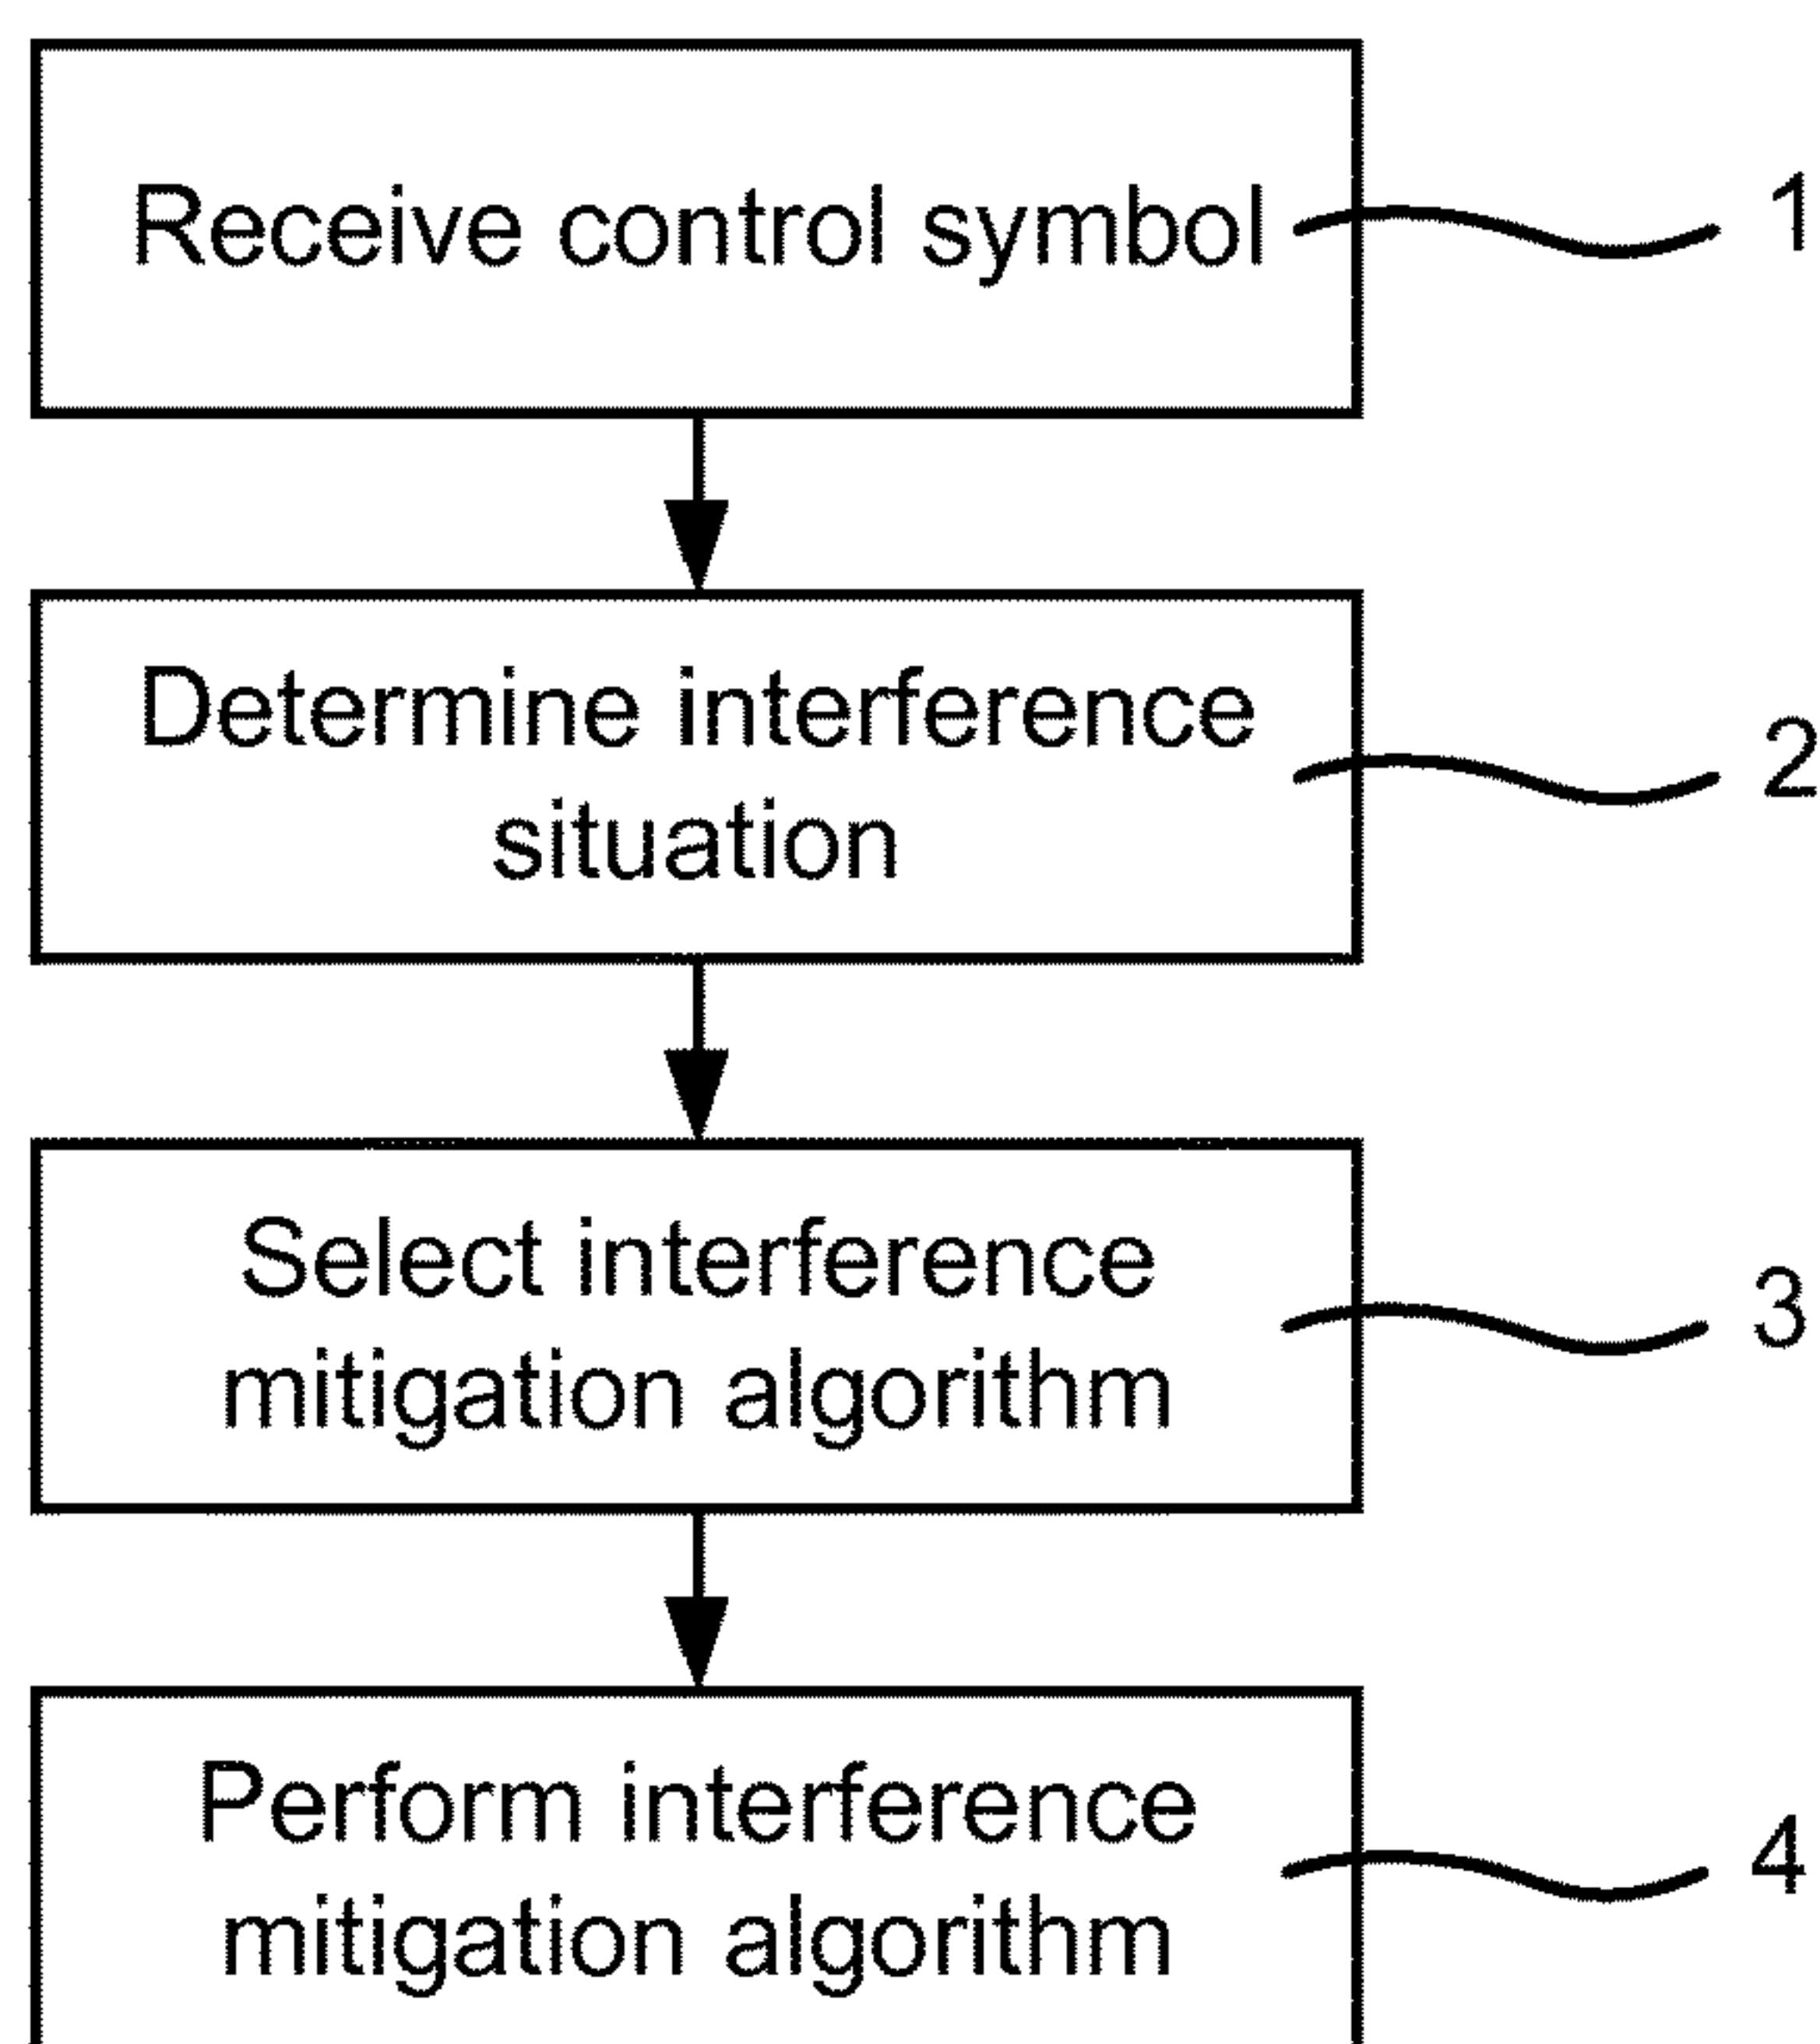 Receive control symbol
1
Determine interference
situation
2
Select interference
mitigation algorithm
3
Perform interference
mitigation algorithm
4